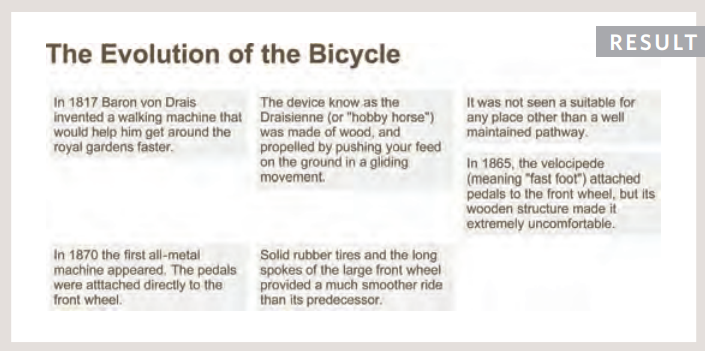 RESULT
The Evolution of the Bicycle
In 1817 Baron von Drais
invented a walking machine that
would help him get around the
royal gardens faster.
The device know as the
Draisienne (or "hobby horse")
was made of wood, and
propelled by pushing your feed
on the ground in a gliding
movement.
It was not seen a suitable for
any place other than a well
maintained pathway.
In 1865, the velocipede
(meaning "fast foot") attached
pedals to the front wheel, but its
wooden structure made it
extremely uncomfortable.
In 1870 the first all-metal
machine appeared. The pedals
were atttached directly to the
front wheel.
Solid rubber tires and the long
spokes of the large front wheel
provided a much smoother ride
than its predecessor.